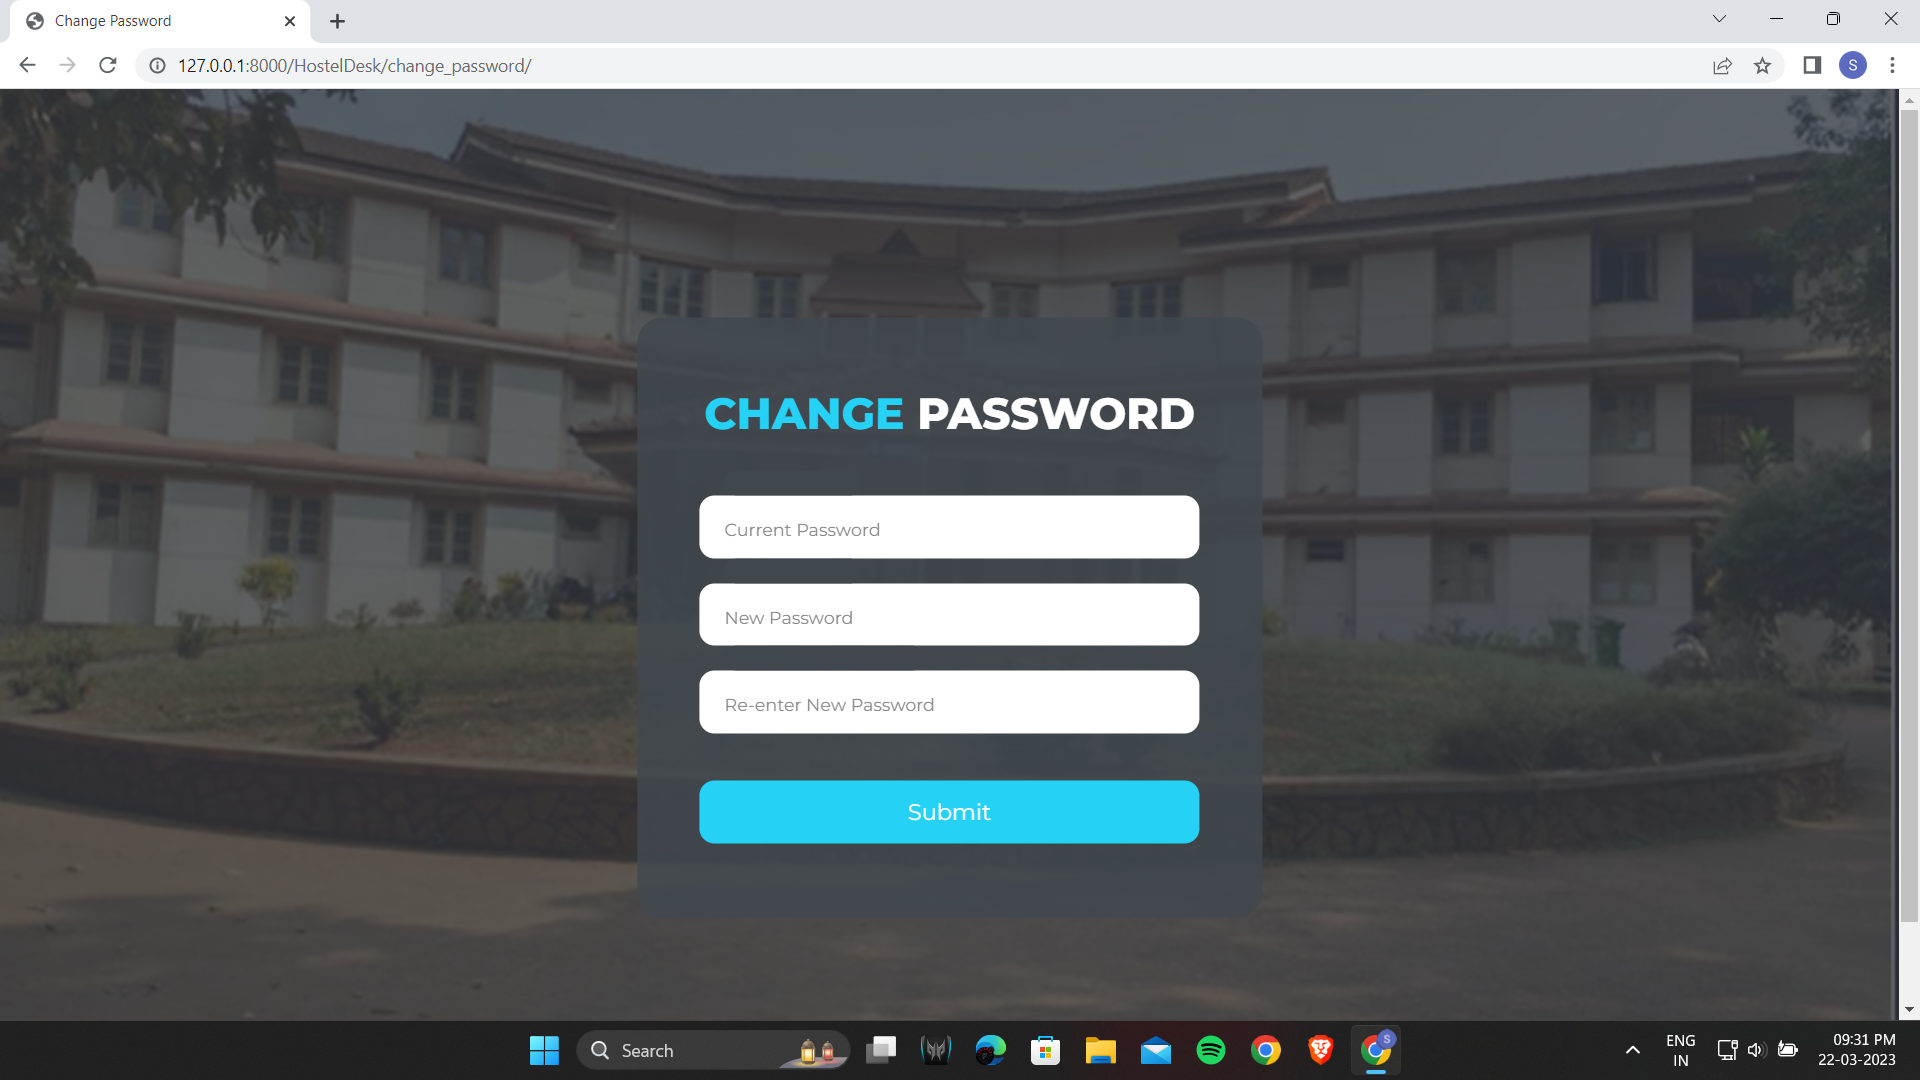 Change Password
127.0.0.1:8000/HostelDesk/change_password/
S
CHANGE PASSWORD
Current Password
New Password
Re-enter New Password
Submit
Search
S
ENG
IN
09:31 PM
22-03-2023